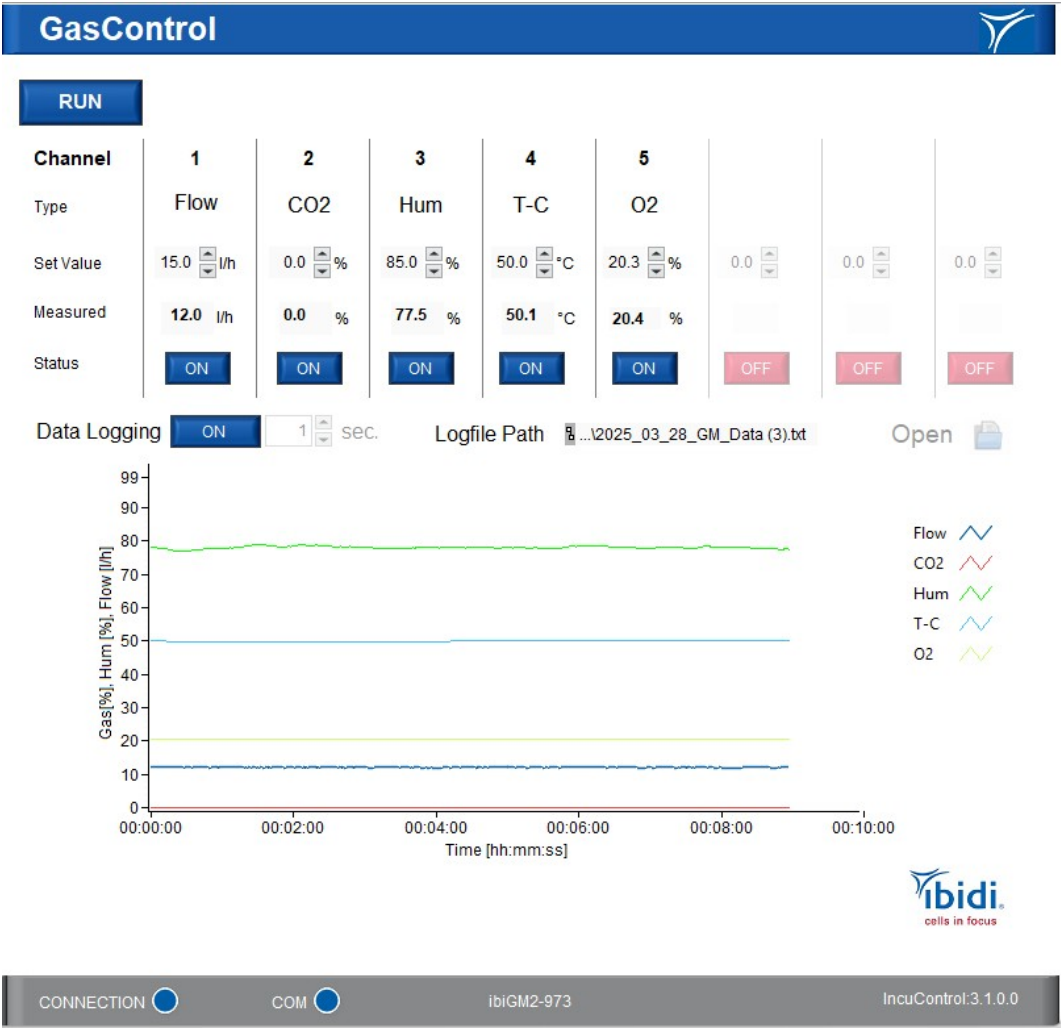 GasControl
RUN
Channel 1 2 3 4 5
Type Flow CO2 Hum T-C O2
Set Value 15.0 l/h 0.0 % 85.0 % 50.0 °C 20.3 % 0.0 0.0 0.0
Measured 12.0 l/h 0.0 % 77.5 % 50.1 °C 20.4 %
Status ON ON ON ON ON OFF OFF OFF
Data Logging ON 1 sec. Logfile Path ...\2025_03_28_GM_Data (3).txt Open
Gas[%], Hum [%], Flow [l/h]
99
90
80
70
60
50
40
30
20
10
0
00:00:00 00:02:00 00:04:00 00:06:00 00:08:00 00:10:00
Time [hh:mm:ss]
Flow
CO2
Hum
T-C
O2
ibidi®
cells in focus
CONNECTION COM ibiGM2-973 IncuControl:3.1.0.0